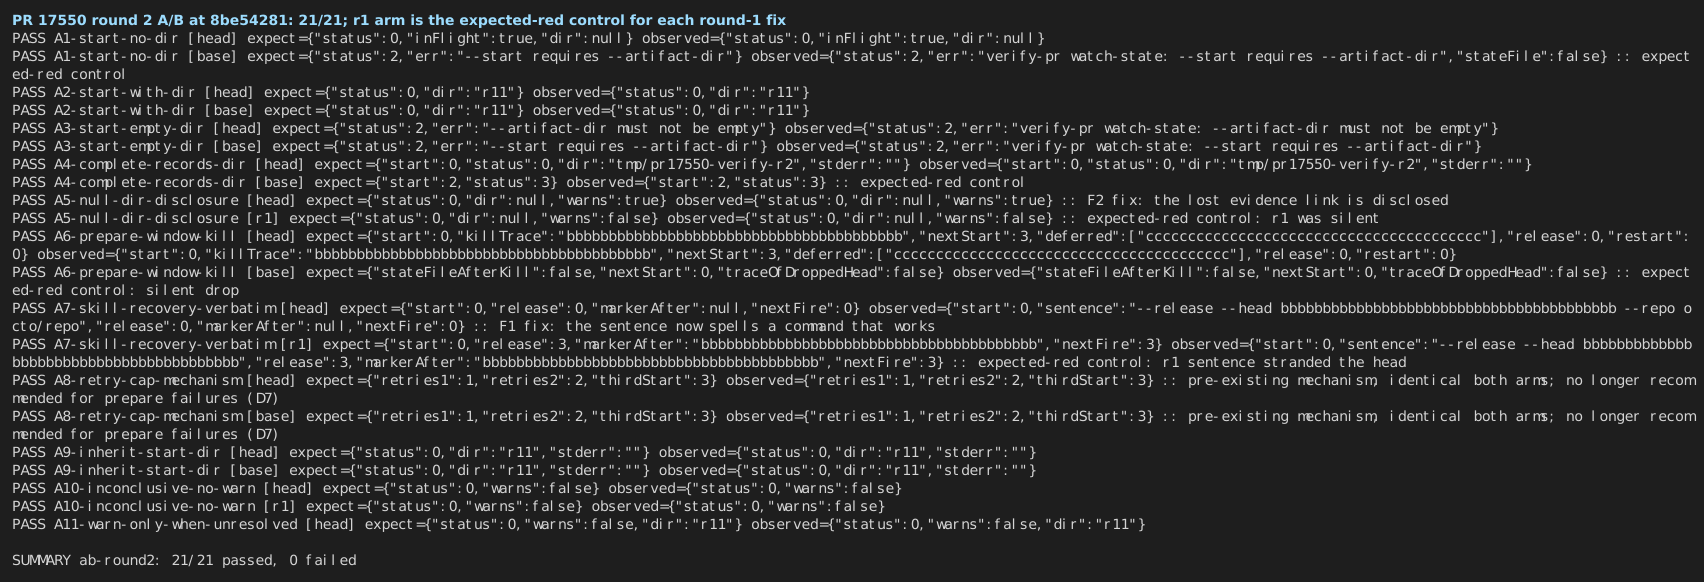 PR 17550 round 2 A/B at 8be54281: 21/21; r1 arm is the expected-red control for each round-1 fix
PASS A1-start-no-dir [head] expect={"status":0,"inFlight":true,"dir":null} observed={"status":0,"inFlight":true,"dir":null}
PASS A1-start-no-dir [base] expect={"status":2,"err":"--start requires --artifact-dir"} observed={"status":2,"err":"verify-pr watch-state: --start requires --artifact-dir","stateFile":false} :: expect
ed-red control
PASS A2-start-with-dir [head] expect={"status":0,"dir":"r11"} observed={"status":0,"dir":"r11"}
PASS A2-start-with-dir [base] expect={"status":0,"dir":"r11"} observed={"status":0,"dir":"r11"}
PASS A3-start-empty-dir [head] expect={"status":2,"err":"--artifact-dir must not be empty"} observed={"status":2,"err":"verify-pr watch-state: --artifact-dir must not be empty"}
PASS A3-start-empty-dir [base] expect={"status":2,"err":"--start requires --artifact-dir"} observed={"status":2,"err":"verify-pr watch-state: --start requires --artifact-dir"}
PASS A4-complete-records-dir [head] expect={"start":0,"status":0,"dir":"tmp/pr17550-verify-r2","stderr":""} observed={"start":0,"status":0,"dir":"tmp/pr17550-verify-r2","stderr":""}
PASS A4-complete-records-dir [base] expect={"start":2,"status":3} observed={"start":2,"status":3} :: expected-red control
PASS A5-null-dir-disclosure [head] expect={"status":0,"dir":null,"warns":true} observed={"status":0,"dir":null,"warns":true} :: F2 fix: the lost evidence link is disclosed
PASS A5-null-dir-disclosure [r1] expect={"status":0,"dir":null,"warns":false} observed={"status":0,"dir":null,"warns":false} :: expected-red control: r1 was silent
PASS A6-prepare-window-kill [head] expect={"start":0,"killTrace":"bbbbbbbbbbbbbbbbbbbbbbbbbbbbbbbbbbbbbbbb","nextStart":3,"deferred":["cccccccccccccccccccccccccccccccccccccccc"],"release":0,"restart":
0} observed={"start":0,"killTrace":"bbbbbbbbbbbbbbbbbbbbbbbbbbbbbbbbbbbbbbbb","nextStart":3,"deferred":["cccccccccccccccccccccccccccccccccccccccc"],"release":0,"restart":0}
PASS A6-prepare-window-kill [base] expect={"stateFileAfterKill":false,"nextStart":0,"traceOfDroppedHead":false} observed={"stateFileAfterKill":false,"nextStart":0,"traceOfDroppedHead":false} :: expect
ed-red control: silent drop
PASS A7-skill-recovery-verbatim [head] expect={"start":0,"release":0,"markerAfter":null,"nextFire":0} observed={"start":0,"sentence":"--release --head bbbbbbbbbbbbbbbbbbbbbbbbbbbbbbbbbbbbbbbb --repo o
cto/repo","release":0,"markerAfter":null,"nextFire":0} :: F1 fix: the sentence now spells a command that works
PASS A7-skill-recovery-verbatim [r1] expect={"start":0,"release":3,"markerAfter":"bbbbbbbbbbbbbbbbbbbbbbbbbbbbbbbbbbbbbbbb","nextFire":3} observed={"start":0,"sentence":"--release --head bbbbbbbbbbbbb
bbbbbbbbbbbbbbbbbbbbbbbbbbb","release":3,"markerAfter":"bbbbbbbbbbbbbbbbbbbbbbbbbbbbbbbbbbbbbbbb","nextFire":3} :: expected-red control: r1 sentence stranded the head
PASS A8-retry-cap-mechanism [head] expect={"retries1":1,"retries2":2,"thirdStart":3} observed={"retries1":1,"retries2":2,"thirdStart":3} :: pre-existing mechanism, identical both arms; no longer recom
mended for prepare failures (D7)
PASS A8-retry-cap-mechanism [base] expect={"retries1":1,"retries2":2,"thirdStart":3} observed={"retries1":1,"retries2":2,"thirdStart":3} :: pre-existing mechanism, identical both arms; no longer recom
mended for prepare failures (D7)
PASS A9-inherit-start-dir [head] expect={"status":0,"dir":"r11","stderr":""} observed={"status":0,"dir":"r11","stderr":""}
PASS A9-inherit-start-dir [base] expect={"status":0,"dir":"r11","stderr":""} observed={"status":0,"dir":"r11","stderr":""}
PASS A10-inconclusive-no-warn [head] expect={"status":0,"warns":false} observed={"status":0,"warns":false}
PASS A10-inconclusive-no-warn [r1] expect={"status":0,"warns":false} observed={"status":0,"warns":false}
PASS A11-warn-only-when-unresolved [head] expect={"status":0,"warns":false,"dir":"r11"} observed={"status":0,"warns":false,"dir":"r11"}
SUMMARY ab-round2: 21/21 passed, 0 failed